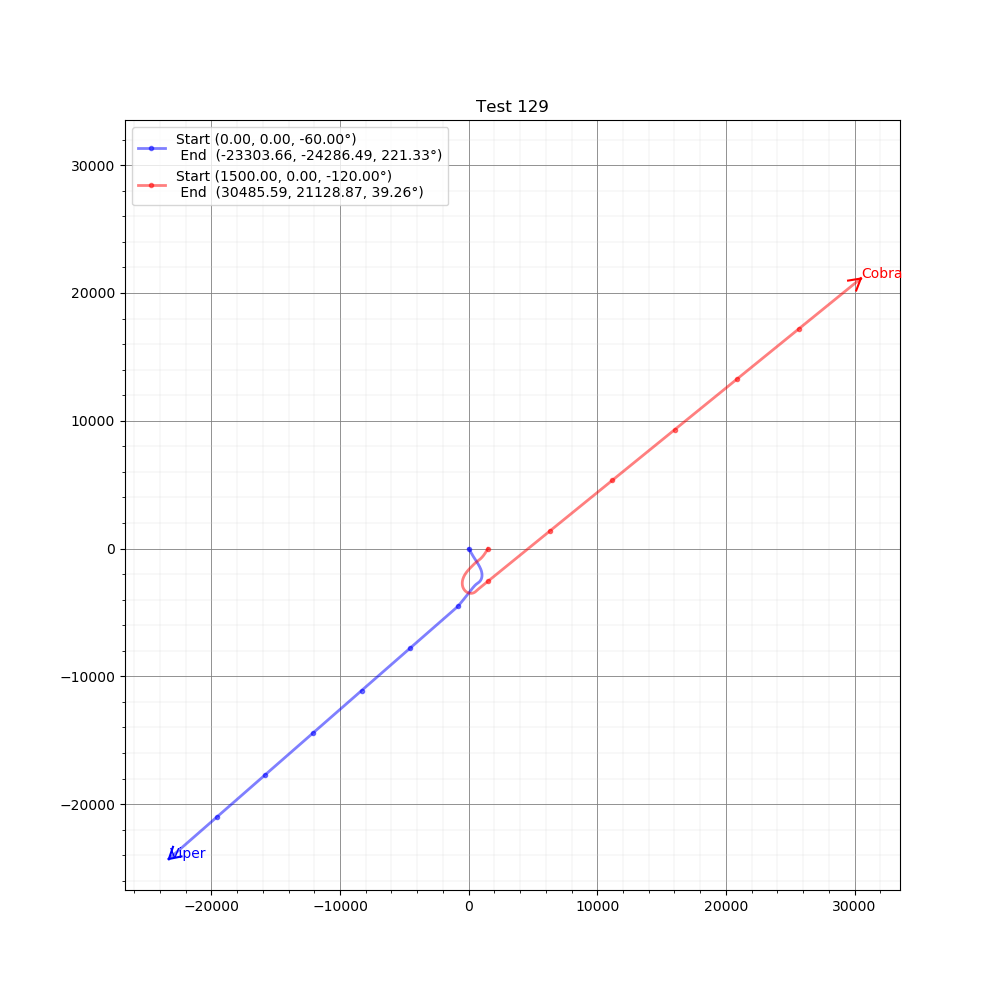 Test 129
Start (0.00, 0.00, -60.00°)
End (-23303.66, -24286.49, 221.33°)
Start (1500.00, 0.00, -120.00°)
End (30485.59, 21128.87, 39.26°)
30000
20000
10000
0
−10000
−20000
Cobra
Viper
−20000
−10000
0
10000
20000
30000